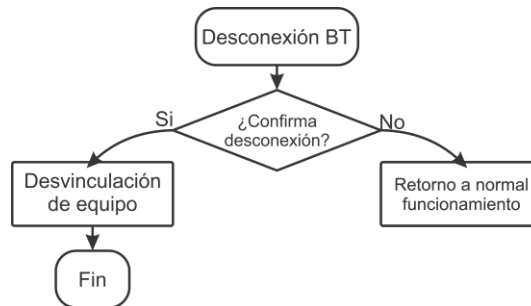 Desconexión BT
¿Confirma
desconexión?
Si
No
Desvinculación
de equipo
Retorno a normal
funcionamiento
Fin